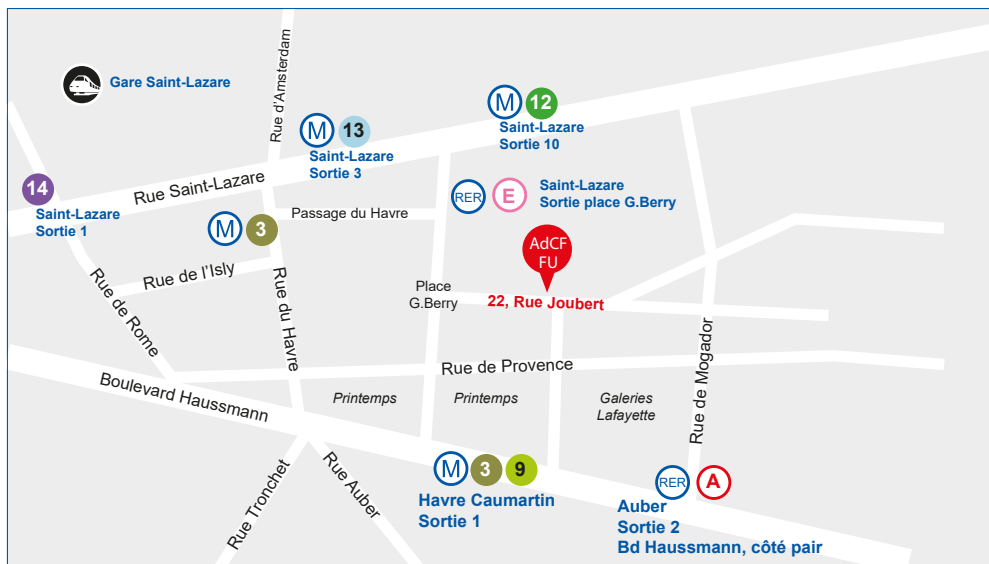 Gare Saint-Lazare
Rue d'Amsterdam
M 12
Saint-Lazare
Sortie 10
M 13
Saint-Lazare
Sortie 3
Rue Saint-Lazare
14
Saint-Lazare
Sortie 1
RER E
Saint-Lazare
Sortie place G.Berry
Passage du Havre
M 3
AdCF
FU
Rue de l'Isly
Place
G.Berry
22, Rue Joubert
Rue de Rome
Rue du Havre
Rue de Mogador
Rue de Provence
Boulevard Haussmann
Printemps
Printemps
Galeries
Lafayette
Rue Tronchet
Rue Auber
M 3 9
Havre Caumartin
Sortie 1
RER A
Auber
Sortie 2
Bd Haussmann, côté pair